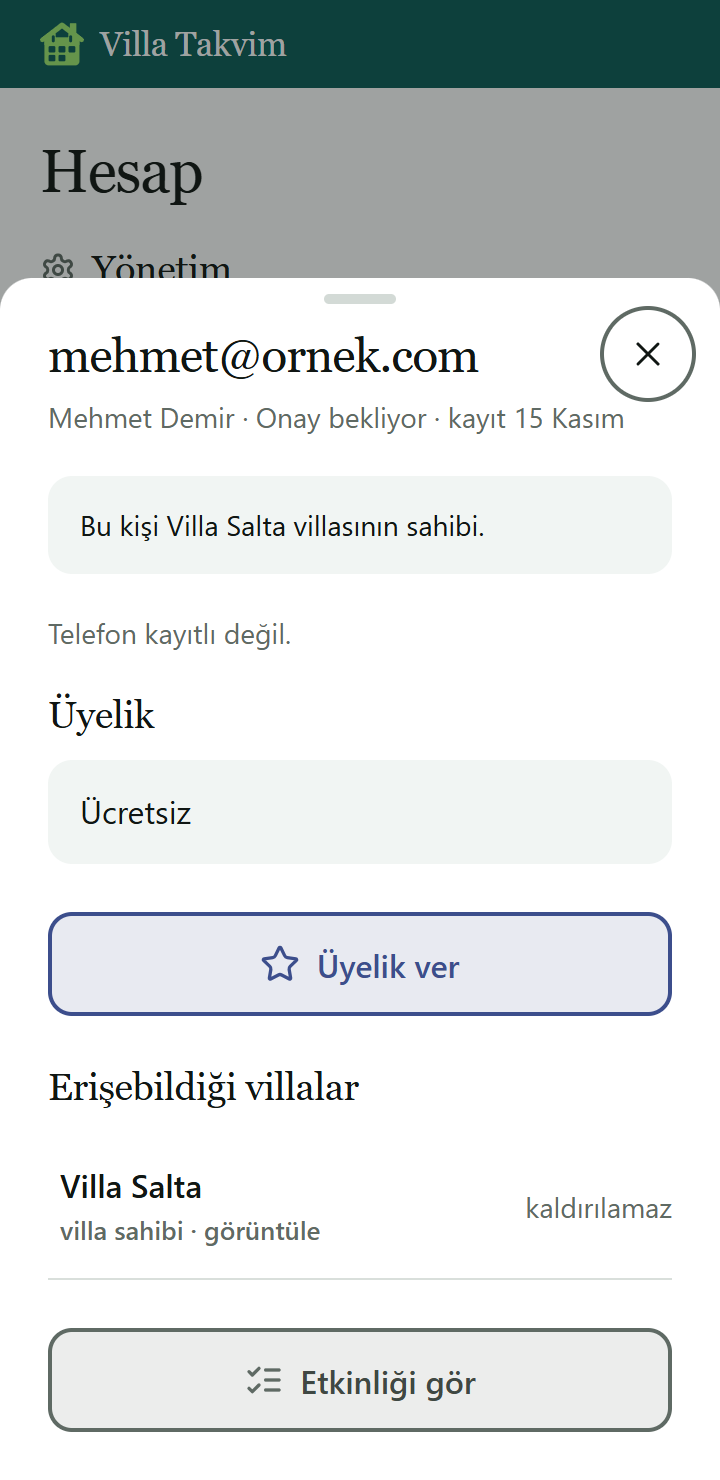 Villa Takvim
Hesap
Yönetim
mehmet@ornek.com
Mehmet Demir · Onay bekliyor · kayıt 15 Kasım
Bu kişi Villa Salta villasının sahibi.
Telefon kayıtlı değil.
Üyelik
Ücretsiz
Üyelik ver
Erişebildiği villalar
Villa Salta
villa sahibi · görüntüle
kaldırılamaz
Etkinliği gör